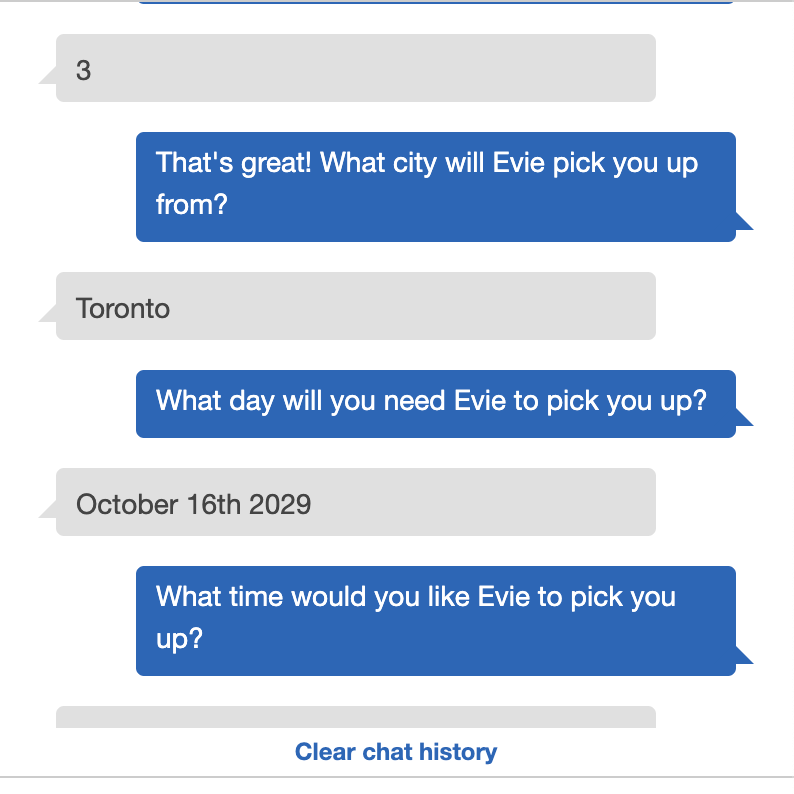 3
That's great! What city will Evie pick you up
from?
Toronto
What day will you need Evie to pick you up?
October 16th 2029
What time would you like Evie to pick you
up?
Clear chat history